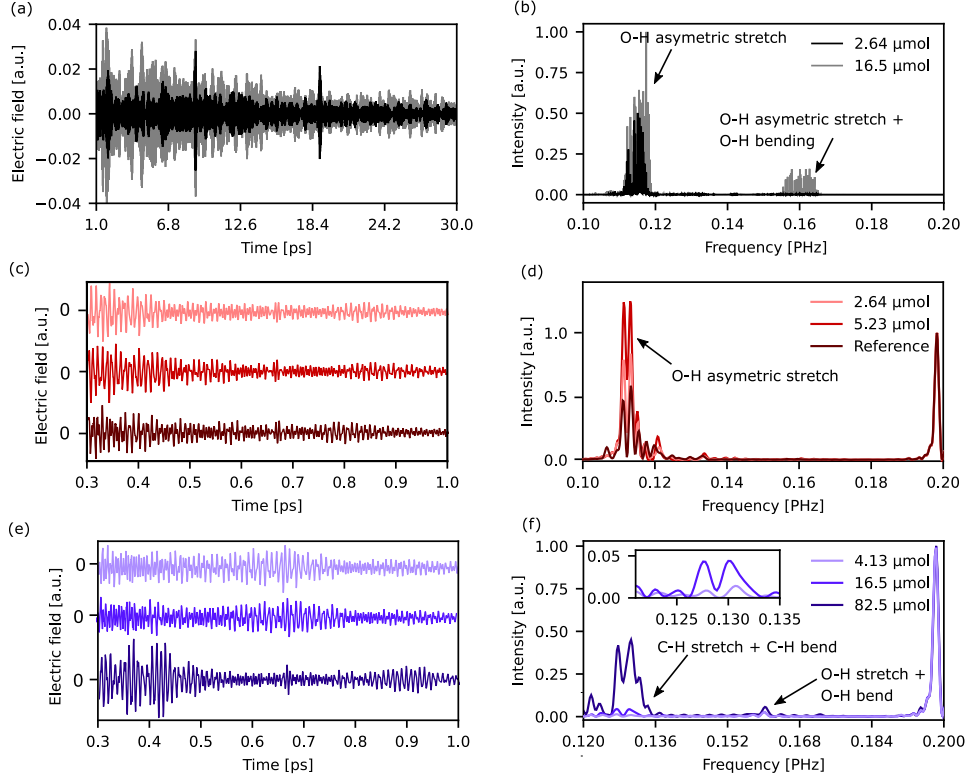 (a)
Electric field [a.u.]
0.04
0.02
0.00
−0.02
−0.04
1.0 6.8 12.6 18.4 24.2 30.0
Time [ps]
(b)
Intensity [a.u.]
1.00
0.75
0.50
0.25
0.00
O-H asymetric stretch
2.64 μmol
16.5 μmol
O-H asymetric stretch +
O-H bending
0.10 0.12 0.14 0.16 0.18 0.20
Frequency [PHz]
(c)
Electric field [a.u.]
0
0
0
0.3 0.4 0.5 0.6 0.7 0.8 0.9 1.0
Time [ps]
(d)
Intensity [a.u.]
1.0
0.5
0.0
2.64 μmol
5.23 μmol
Reference
O-H asymetric stretch
0.10 0.12 0.14 0.16 0.18 0.20
Frequency [PHz]
(e)
Electric field [a.u.]
0
0
0
0.3 0.4 0.5 0.6 0.7 0.8 0.9 1.0
Time [ps]
(f)
Intensity [a.u.]
1.00
0.75
0.50
0.25
0.00
0.05
0.00
0.125 0.130 0.135
4.13 μmol
16.5 μmol
82.5 μmol
C-H stretch + C-H bend
O-H stretch +
O-H bend
0.120 0.136 0.152 0.168 0.184 0.200
Frequency [PHz]